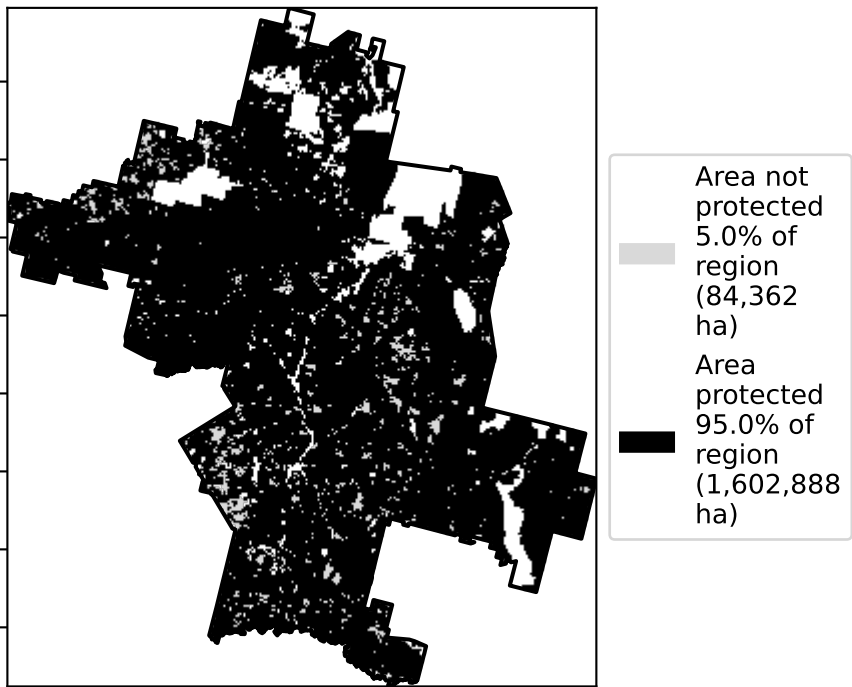 Area not
protected
5.0% of
region
(84,362
ha)
Area
protected
95.0% of
region
(1,602,888
ha)